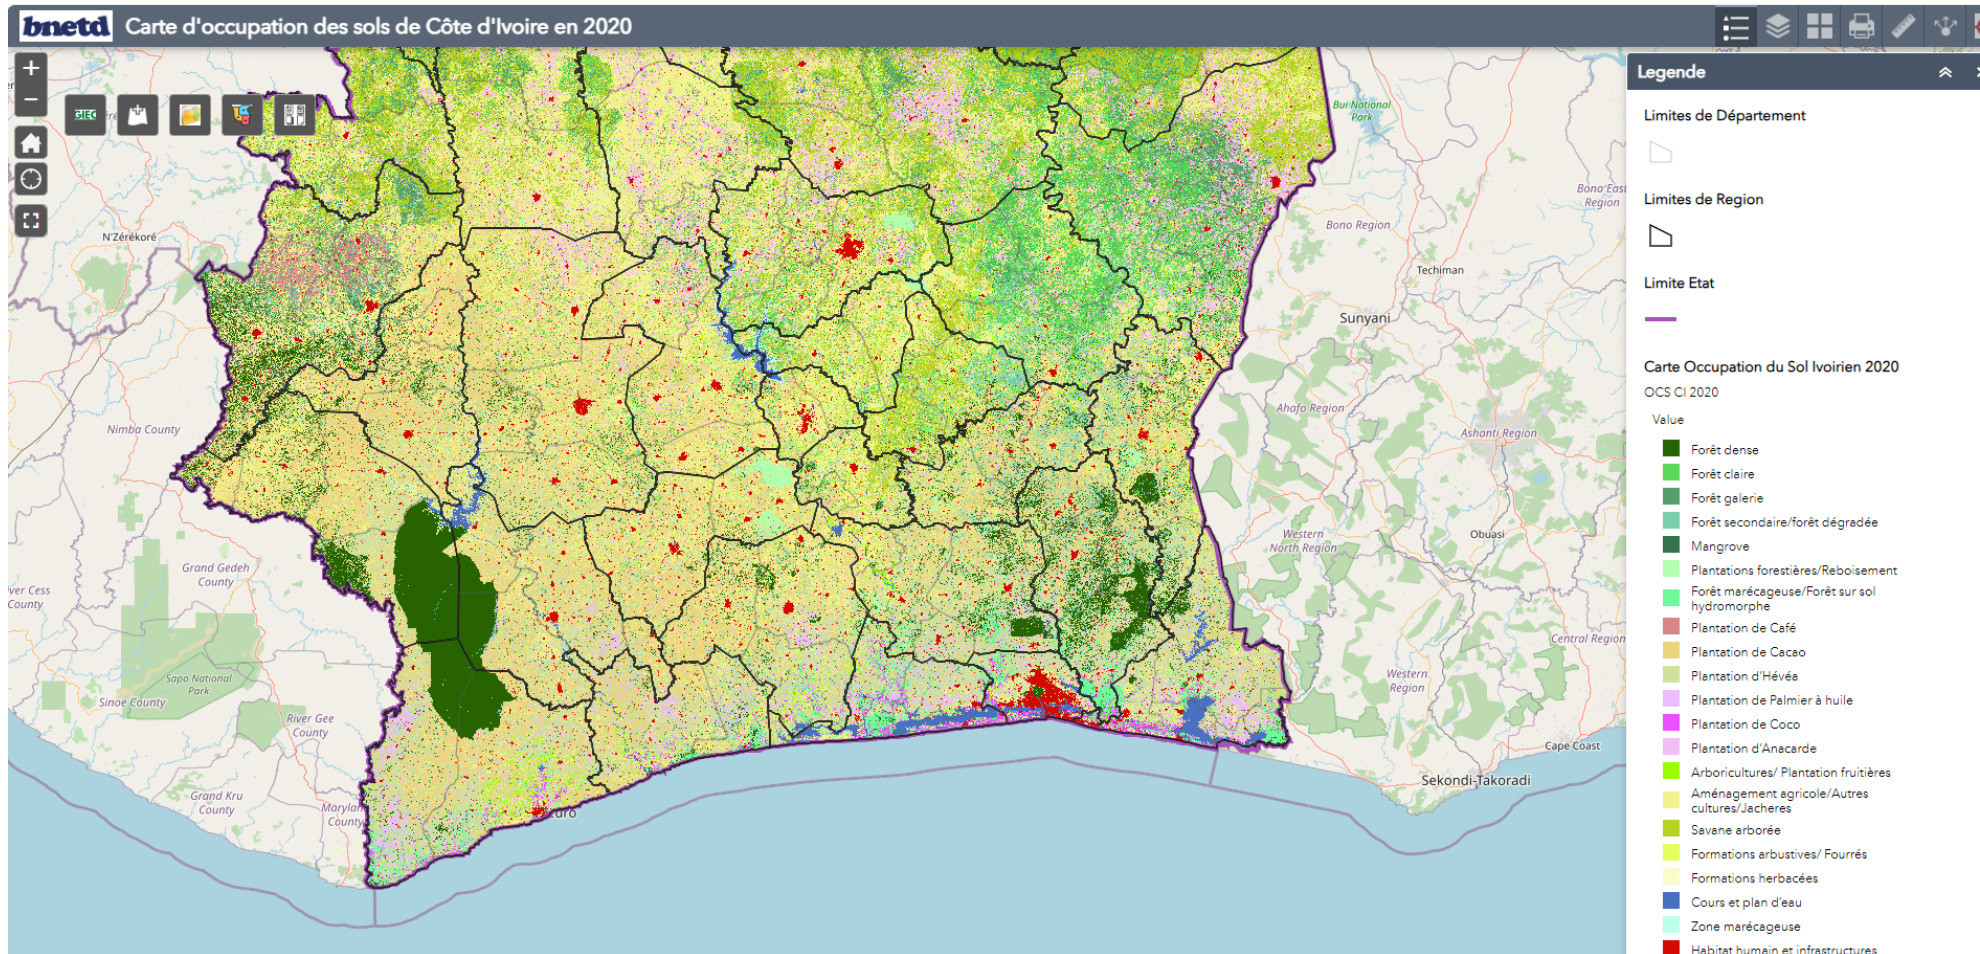 bnetd
Carte d'occupation des sols de Côte d'Ivoire en 2020
+
−
GIEC
N'Zérékoré
Nimba County
Grand Gedeh
County
iver Cess
County
Sapo National
Park
Sinoe County
River Gee
County
Grand Kru
County
Marylan
County
edro
Bui National
Park
Bono East
Region
Bono Region
Techiman
Sunyani
Ahafo Region
Ashanti Region
Western
North Region
Obuasi
Central Region
Western
Region
Cape Coast
Sekondi-Takoradi
Legende
Limites de Département
Limites de Region
Limite Etat
Carte Occupation du Sol Ivoirien 2020
OCS CI 2020
Value
Forêt dense
Forêt claire
Forêt galerie
Forêt secondaire/forêt dégradée
Mangrove
Plantations forestières/Reboisement
Forêt marécageuse/Forêt sur sol
hydromorphe
Plantation de Café
Plantation de Cacao
Plantation d'Hévéa
Plantation de Palmier à huile
Plantation de Coco
Plantation d'Anacarde
Arboricultures/ Plantation fruitières
Aménagement agricole/Autres
cultures/Jacheres
Savane arborée
Formations arbustives/ Fourrés
Formations herbacées
Cours et plan d'eau
Zone marécageuse
Habitat humain et infrastructures